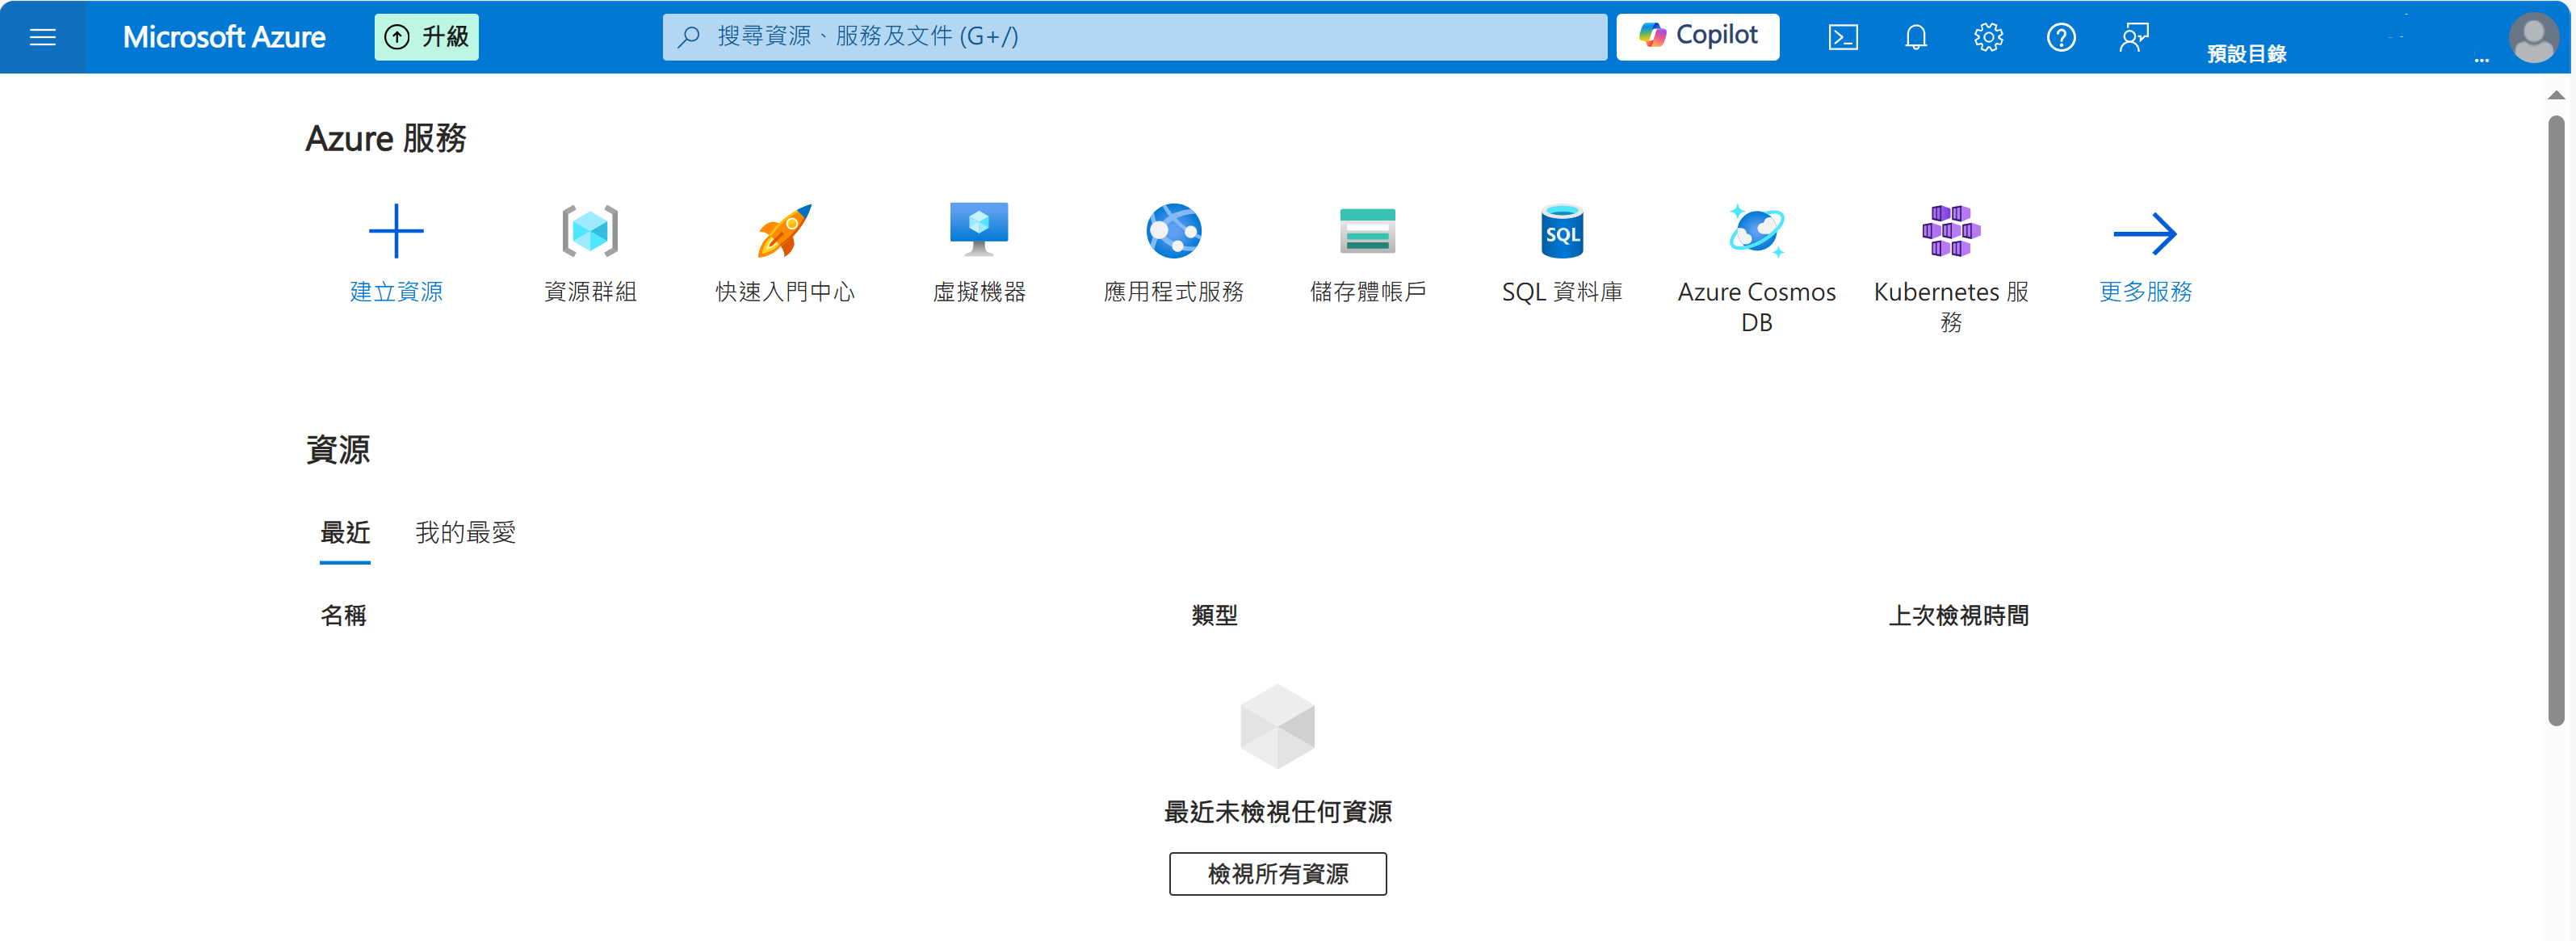 Microsoft Azure
升級
搜尋資源、服務及文件 (G+/)
Copilot
預設目錄
...
Azure 服務
建立資源
資源群組
快速入門中心
虛擬機器
應用程式服務
儲存體帳戶
SQL
SQL 資料庫
Azure Cosmos
DB
Kubernetes 服
務
更多服務
資源
最近
我的最愛
名稱
類型
上次檢視時間
最近未檢視任何資源
檢視所有資源